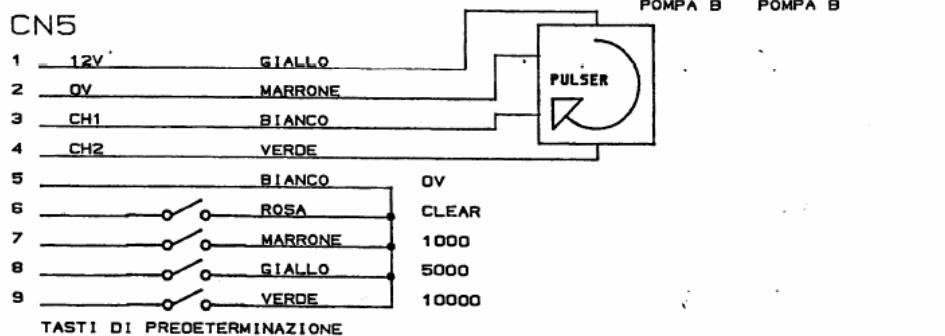 POMPA B POMPA B
CN5
1 12V GIALLO
PULSER
2 0V MARRONE
3 CH1 BIANCO
4 CH2 VERDE
5 BIANCO 0V
6 ROSA CLEAR
7 MARRONE 1000
8 GIALLO 5000
9 VERDE 10000
TASTI DI PREDETERMINAZIONE